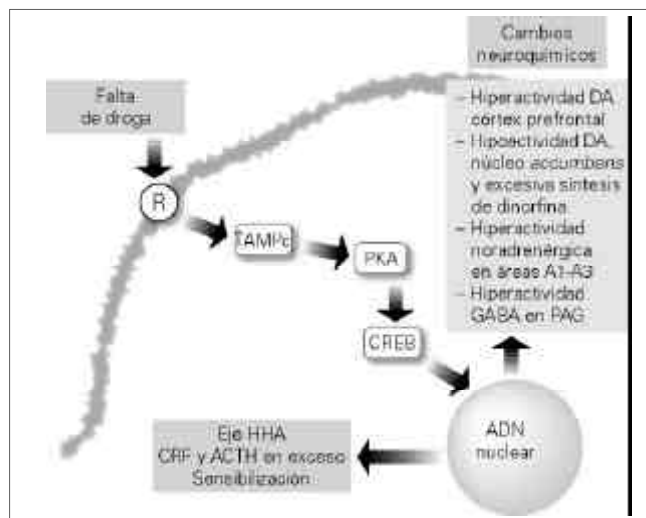 Cambios
neuroquímicos
Falta
de droga
– Hiperactividad DA,
cortex prefrontal
– Hipoactividad DA,
núcleo accumbens
y excesiva síntesis
de dinorfina
– Hiperactividad
noradrenérgica
en áreas A1-A3
– Hiperactividad
GABA en PAG
R
↑AMPc
PKA
CREB
ADN
nuclear
Eje HHA
CRF y ACTH en exceso
Sensibilización